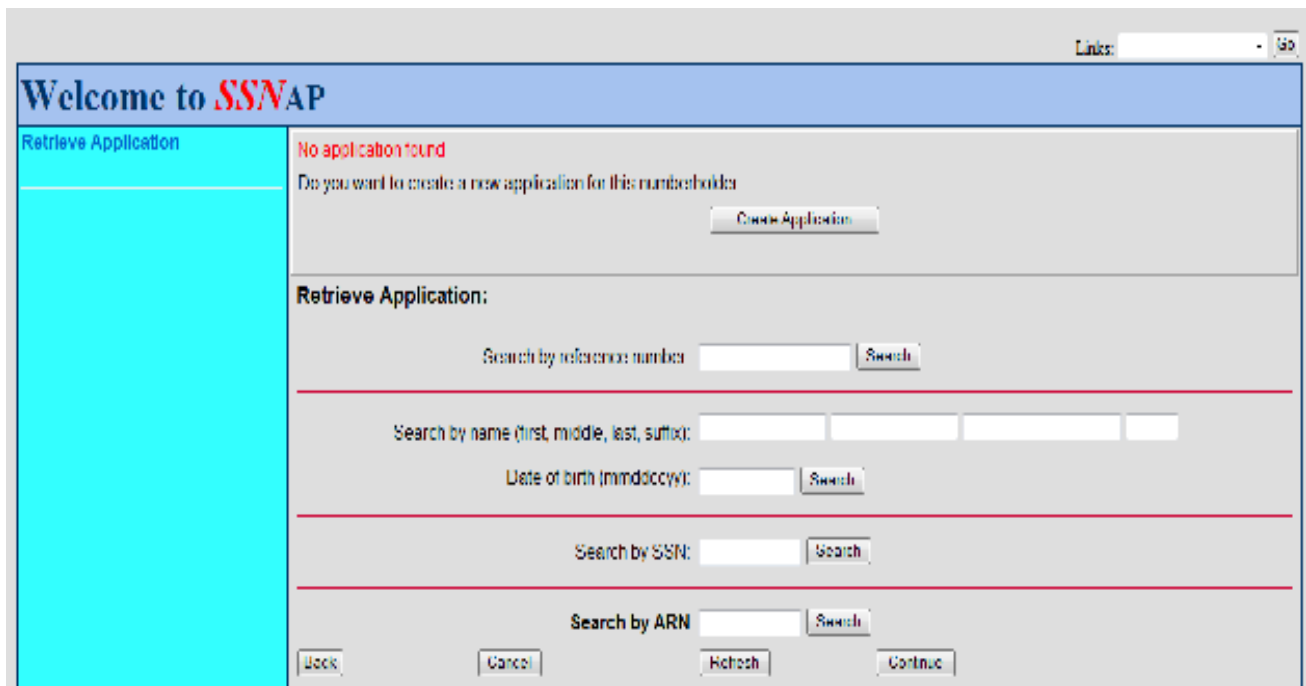 Links: Go
Welcome to SSNAP
Retrieve Application
No application found
Do you want to create a new application for this numberholder
Create Application
Retrieve Application:
Search by reference number Search
Search by name (first, middle, last, suffix):
Date of birth (mmddccyy): Search
Search by SSN: Search
Search by ARN Search
Back Cancel Refresh Continue